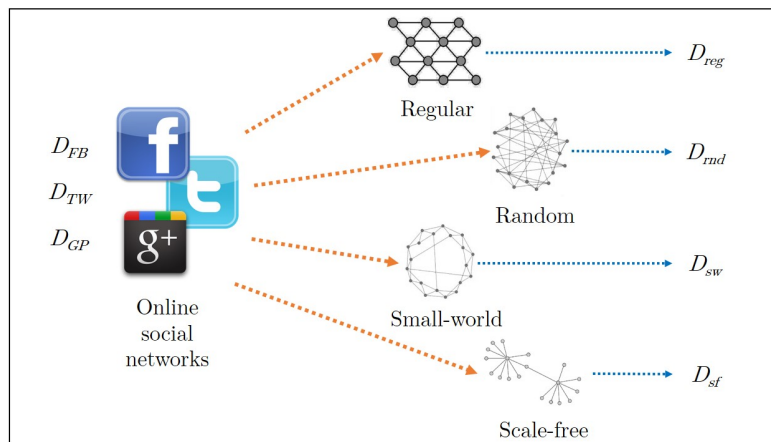 D_reg
Regular
f
D_FB
D_rnd
t
D_TW
Random
g+
D_GP
D_sw
Online
social
networks
Small-world
D_sf
Scale-free